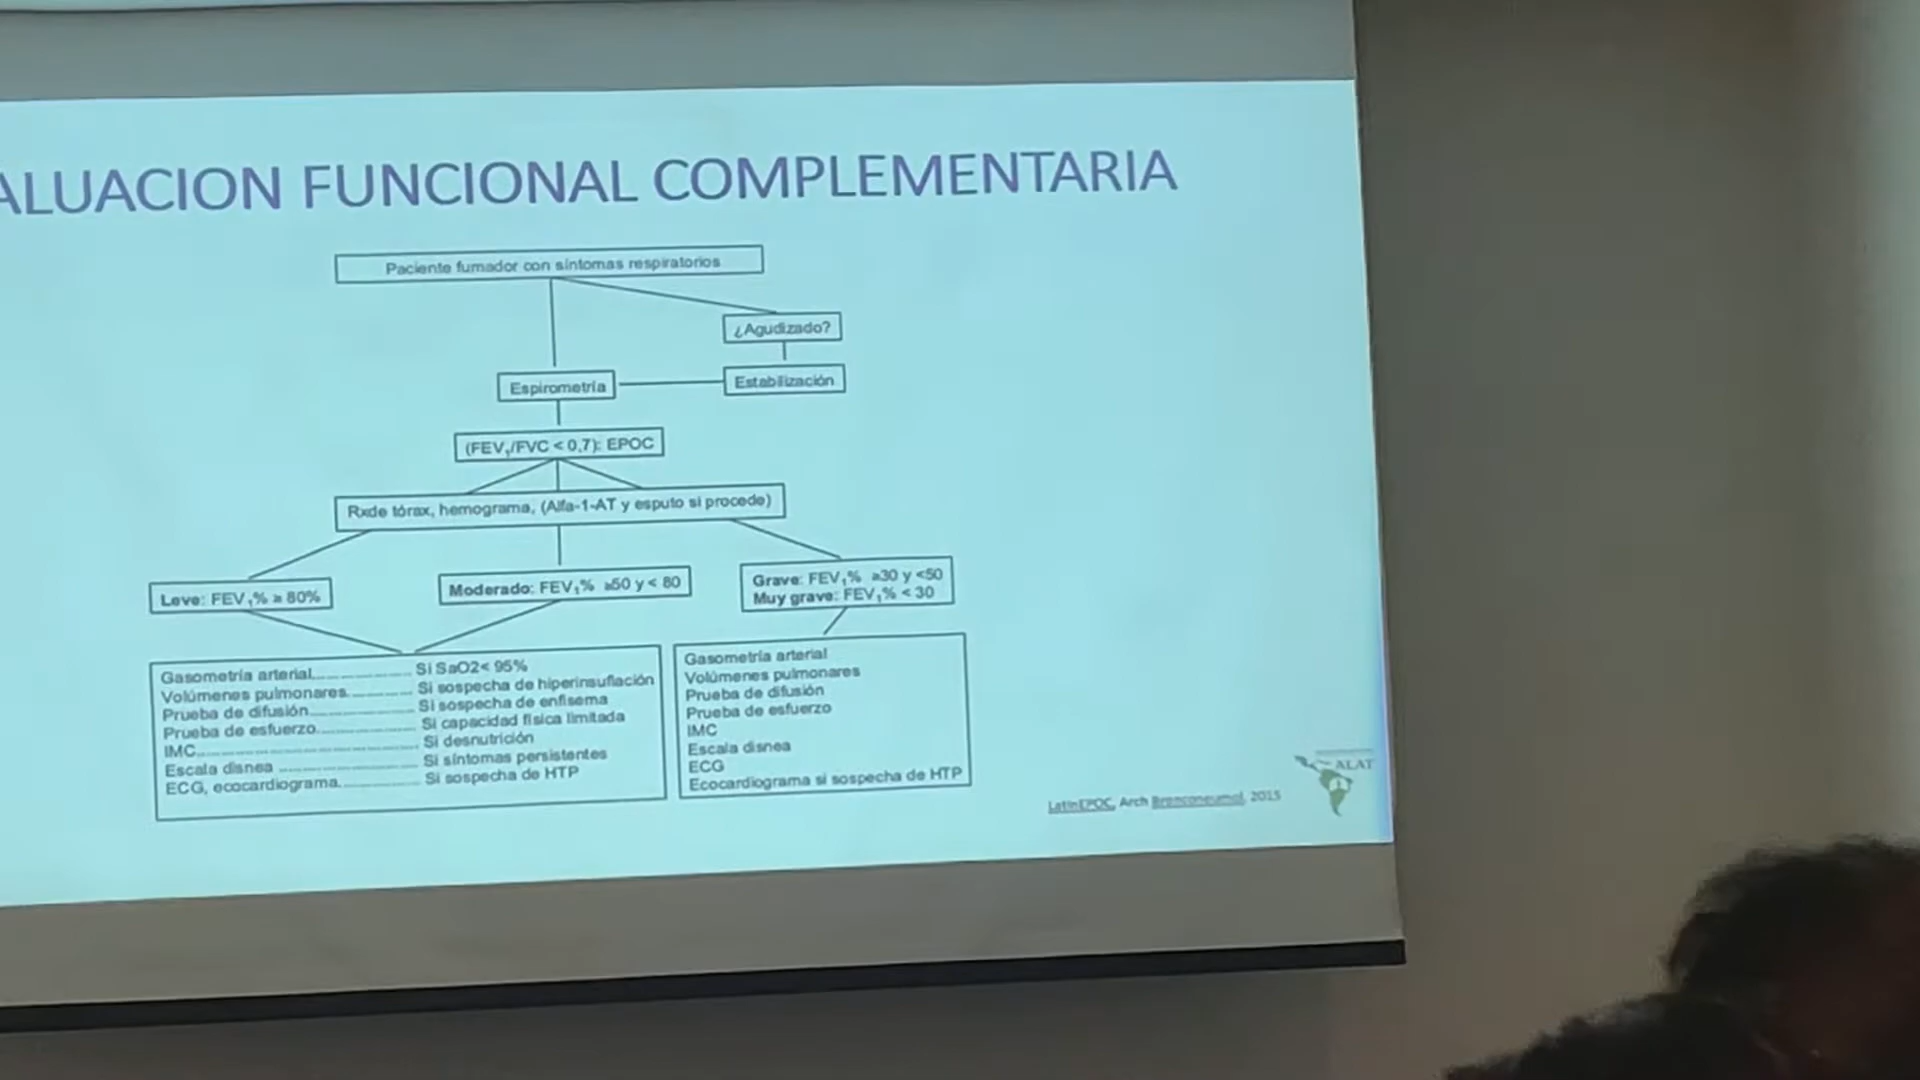 ALUACION FUNCIONAL COMPLEMENTARIA
Paciente fumador con síntomas respiratorios
¿Agudizado?
Espirometría
Estabilización
(FEV₁/FVC < 0,7): EPOC
Rxde tórax, hemograma, (Alfa-1-AT y esputo si procede)
Leve: FEV₁% ≥ 80%
Moderado: FEV₁% ≥50 y < 80
Grave: FEV₁% ≥30 y <50
Muy grave: FEV₁% < 30
Gasometría arterial.................... Si SaO2< 95%
Volúmenes pulmonares............. Si sospecha de hiperinsuflación
Prueba de difusión..................... Si sospecha de enfisema
Prueba de esfuerzo.................... Si capacidad física limitada
IMC............................................. Si desnutrición
Escala disnea ............................ Si síntomas persistentes
ECG, ecocardiograma................ Si sospecha de HTP
Gasometría arterial
Volúmenes pulmonares
Prueba de difusión
Prueba de esfuerzo
IMC
Escala disnea
ECG
Ecocardiograma si sospecha de HTP
LatinEPOC, Arch Bronconeumol, 2015
ALAT